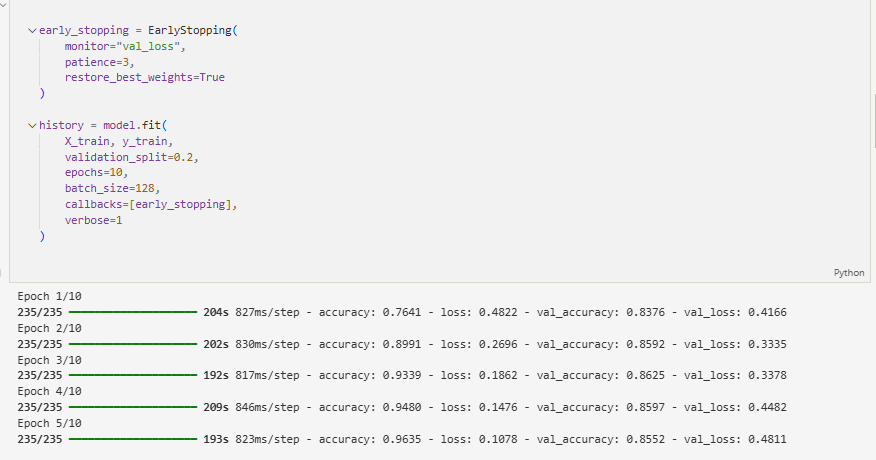 early_stopping = EarlyStopping(
    monitor="val_loss",
    patience=3,
    restore_best_weights=True
)
history = model.fit(
    X_train, y_train,
    validation_split=0.2,
    epochs=10,
    batch_size=128,
    callbacks=[early_stopping],
    verbose=1
)
Python
Epoch 1/10
235/235 ━━━━━━━━━━━━━━━━━━━━ 204s 827ms/step - accuracy: 0.7641 - loss: 0.4822 - val_accuracy: 0.8376 - val_loss: 0.4166
Epoch 2/10
235/235 ━━━━━━━━━━━━━━━━━━━━ 202s 830ms/step - accuracy: 0.8991 - loss: 0.2696 - val_accuracy: 0.8592 - val_loss: 0.3335
Epoch 3/10
235/235 ━━━━━━━━━━━━━━━━━━━━ 192s 817ms/step - accuracy: 0.9339 - loss: 0.1862 - val_accuracy: 0.8625 - val_loss: 0.3378
Epoch 4/10
235/235 ━━━━━━━━━━━━━━━━━━━━ 209s 846ms/step - accuracy: 0.9480 - loss: 0.1476 - val_accuracy: 0.8597 - val_loss: 0.4482
Epoch 5/10
235/235 ━━━━━━━━━━━━━━━━━━━━ 193s 823ms/step - accuracy: 0.9635 - loss: 0.1078 - val_accuracy: 0.8552 - val_loss: 0.4811